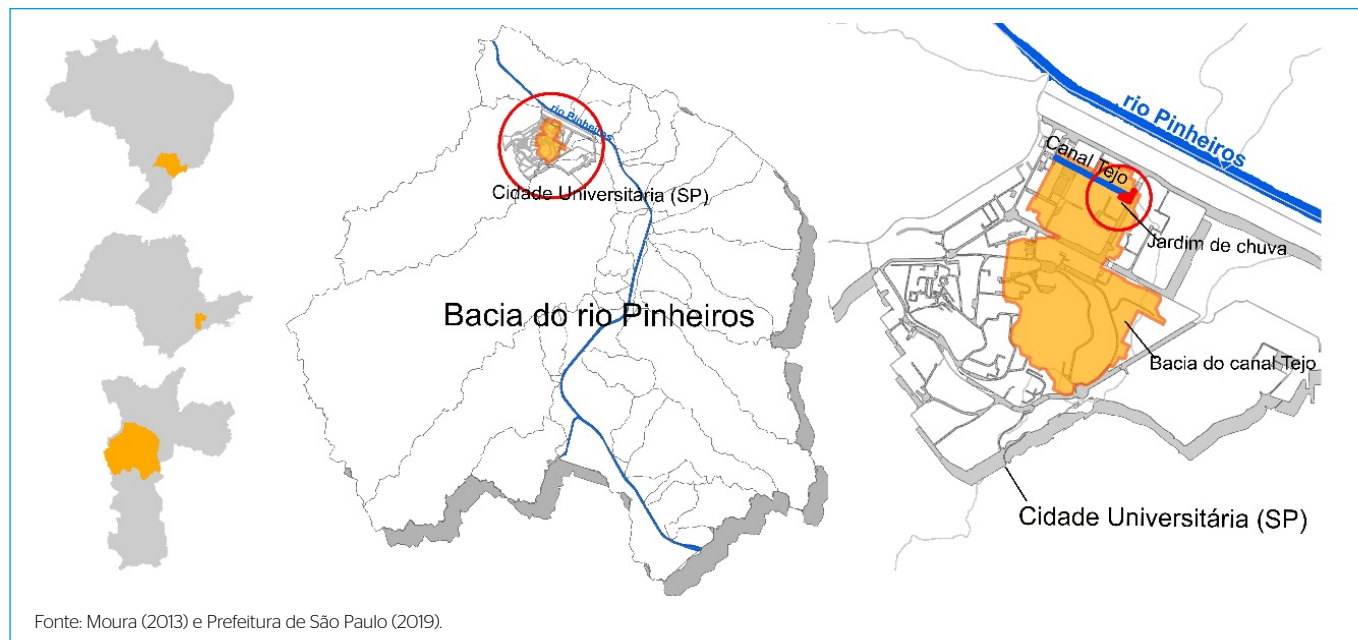 rio Pinheiros
Cidade Universitária (SP)
Bacia do rio Pinheiros
rio Pinheiros
Canal Tejo
Jardim de chuva
Bacia do canal Tejo
Cidade Universitária (SP)
Fonte: Moura (2013) e Prefeitura de São Paulo (2019).